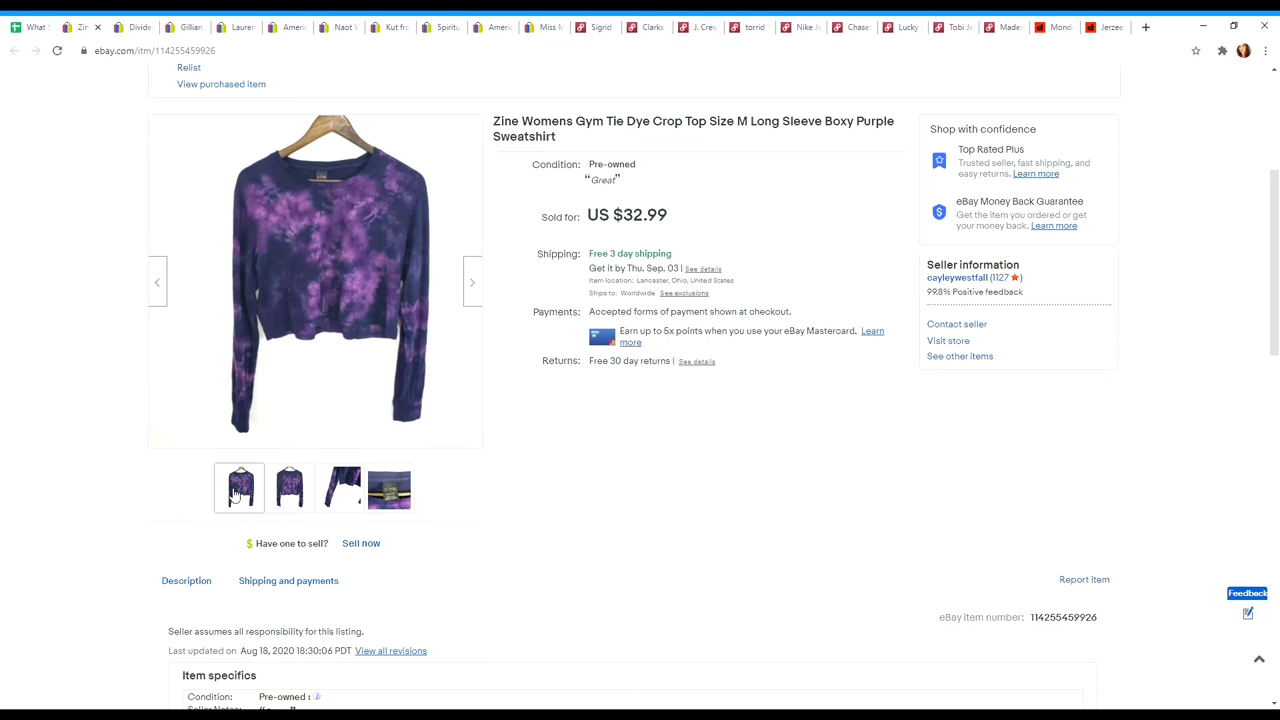 What S
Zin
Divide
Gillian
Lauren
Americ
Naot W
Kut fro
Spiritu
Americ
Miss M
Sigrid
Clarks
J. Crew
torrid
Nike Ja
Chase
Lucky
Tobi Ja
Made
Mond
Jerzee
ebay.com/itm/114255459926
Relist
View purchased item
Zine Womens Gym Tie Dye Crop Top Size M Long Sleeve Boxy Purple
Sweatshirt
Condition: Pre-owned
“Great”
Sold for: US $32.99
Shipping: Free 3 day shipping
Get it by Thu. Sep. 03 | See details
Item location: Lancaster, Ohio, United States
Ships to: Worldwide See exclusions
Payments: Accepted forms of payment shown at checkout.
Earn up to 5x points when you use your eBay Mastercard. Learn
more
Returns: Free 30 day returns | See details
Shop with confidence
Top Rated Plus
Trusted seller, fast shipping, and
easy returns. Learn more
eBay Money Back Guarantee
Get the item you ordered or get
your money back. Learn more
Seller information
cayleywestfall (1127 ★)
99.8% Positive feedback
Contact seller
Visit store
See other items
Have one to sell? Sell now
Description
Shipping and payments
Report item
Feedback
eBay item number: 114255459926
Seller assumes all responsibility for this listing.
Last updated on Aug 18, 2020 18:30:06 PDT View all revisions
Item specifics
Condition: Pre-owned :